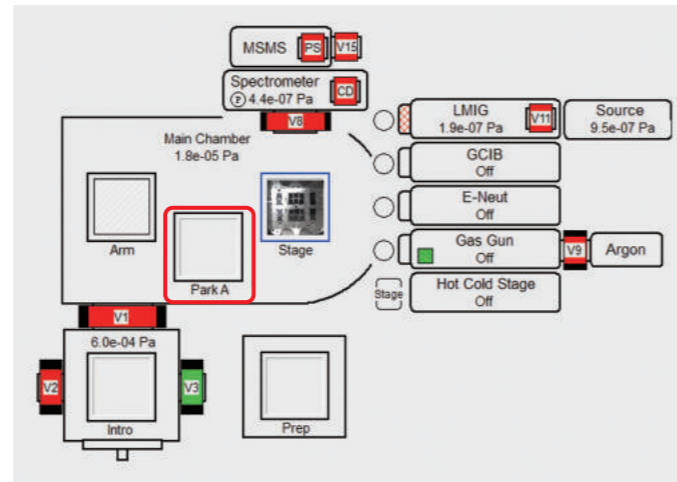 MSMS PS V15
Spectrometer
P 4.4e-07 Pa CD
V8
Main Chamber
1.8e-05 Pa
LMIG
1.9e-07 Pa V11
Source
9.5e-07 Pa
GCIB
Off
E-Neut
Off
Gas Gun
Off
V9 Argon
Stage
Hot Cold Stage
Off
Arm
Park A
Stage
V1
6.0e-04 Pa
V2 V3
Intro
Prep